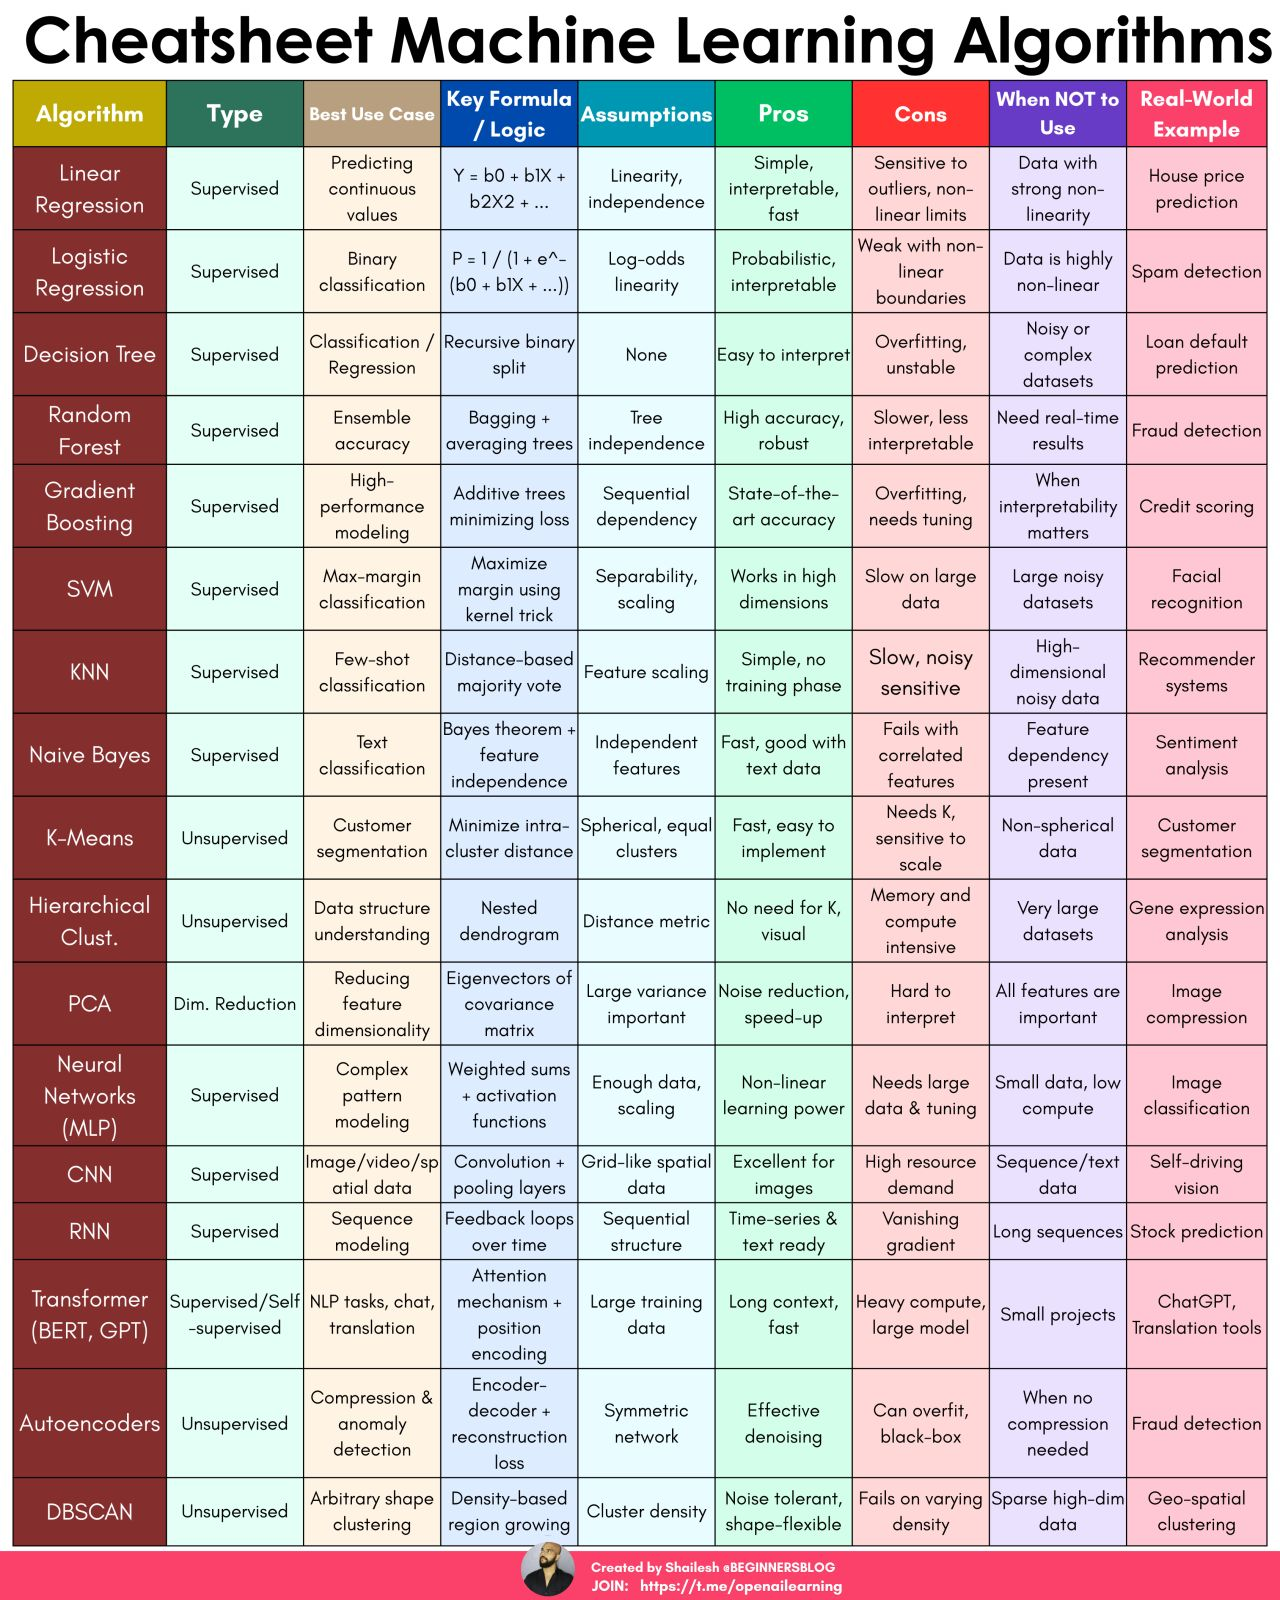 Cheatsheet Machine Learning Algorithms
Algorithm
Type
Best Use Case
Key Formula
/ Logic
Assumptions
Pros
Cons
When NOT to
Use
Real-World
Example
Linear
Regression
Supervised
Predicting
continuous
values
Y = b0 + b1X +
b2X2 + ...
Linearity,
independence
Simple,
interpretable,
fast
Sensitive to
outliers, non-
linear limits
Data with
strong non-
linearity
House price
prediction
Logistic
Regression
Supervised
Binary
classification
P = 1 / (1 + e^-
(b0 + b1X + ...))
Log-odds
linearity
Probabilistic,
interpretable
Weak with non-
linear
boundaries
Data is highly
non-linear
Spam detection
Decision Tree
Supervised
Classification /
Regression
Recursive binary
split
None
Easy to interpret
Overfitting,
unstable
Noisy or
complex
datasets
Loan default
prediction
Random
Forest
Supervised
Ensemble
accuracy
Bagging +
averaging trees
Tree
independence
High accuracy,
robust
Slower, less
interpretable
Need real-time
results
Fraud detection
Gradient
Boosting
Supervised
High-
performance
modeling
Additive trees
minimizing loss
Sequential
dependency
State-of-the-
art accuracy
Overfitting,
needs tuning
When
interpretability
matters
Credit scoring
SVM
Supervised
Max-margin
classification
Maximize
margin using
kernel trick
Separability,
scaling
Works in high
dimensions
Slow on large
data
Large noisy
datasets
Facial
recognition
KNN
Supervised
Few-shot
classification
Distance-based
majority vote
Feature scaling
Simple, no
training phase
Slow, noisy
sensitive
High-
dimensional
noisy data
Recommender
systems
Naive Bayes
Supervised
Text
classification
Bayes theorem +
feature
independence
Independent
features
Fast, good with
text data
Fails with
correlated
features
Feature
dependency
present
Sentiment
analysis
K-Means
Unsupervised
Customer
segmentation
Minimize intra-
cluster distance
Spherical, equal
clusters
Fast, easy to
implement
Needs K,
sensitive to
scale
Non-spherical
data
Customer
segmentation
Hierarchical
Clust.
Unsupervised
Data structure
understanding
Nested
dendrogram
Distance metric
No need for K,
visual
Memory and
compute
intensive
Very large
datasets
Gene expression
analysis
PCA
Dim. Reduction
Reducing
feature
dimensionality
Eigenvectors of
covariance
matrix
Large variance
important
Noise reduction,
speed-up
Hard to
interpret
All features are
important
Image
compression
Neural
Networks
(MLP)
Supervised
Complex
pattern
modeling
Weighted sums
+ activation
functions
Enough data,
scaling
Non-linear
learning power
Needs large
data & tuning
Small data, low
compute
Image
classification
CNN
Supervised
Image/video/sp
atial data
Convolution +
pooling layers
Grid-like spatial
data
Excellent for
images
High resource
demand
Sequence/text
data
Self-driving
vision
RNN
Supervised
Sequence
modeling
Feedback loops
over time
Sequential
structure
Time-series &
text ready
Vanishing
gradient
Long sequences
Stock prediction
Transformer
(BERT, GPT)
Supervised/Self
-supervised
NLP tasks, chat,
translation
Attention
mechanism +
position
encoding
Large training
data
Long context,
fast
Heavy compute,
large model
Small projects
ChatGPT,
Translation tools
Autoencoders
Unsupervised
Compression &
anomaly
detection
Encoder-
decoder +
reconstruction
loss
Symmetric
network
Effective
denoising
Can overfit,
black-box
When no
compression
needed
Fraud detection
DBSCAN
Unsupervised
Arbitrary shape
clustering
Density-based
region growing
Cluster density
Noise tolerant,
shape-flexible
Fails on varying
density
Sparse high-dim
data
Geo-spatial
clustering
Created by Shailesh @BEGINNERSBLOG
JOIN: https://t.me/openailearning